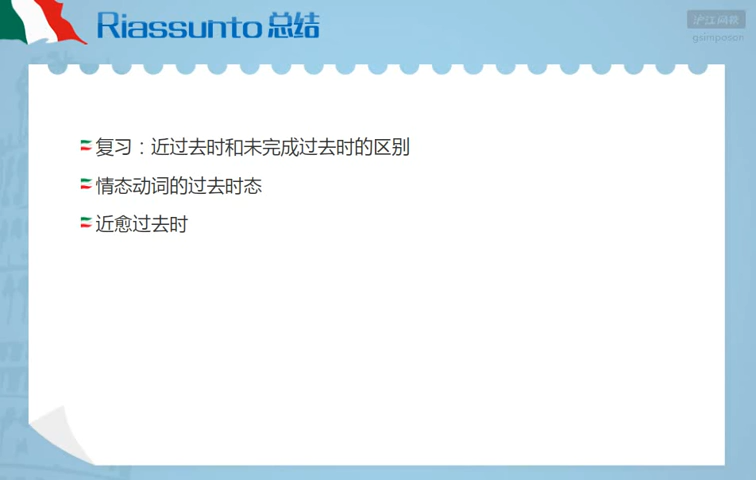 Riassunto 总结
沪江网校
gsimpason
复习：近过去时和未完成过去时的区别
情态动词的过去时态
近愈过去时